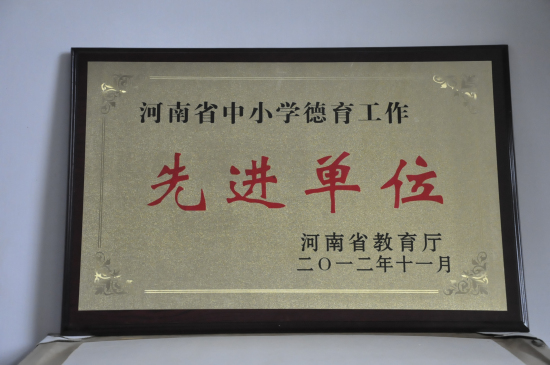 河南省中小学德育工作
先进单位
河南省教育厅
二〇一二年十一月